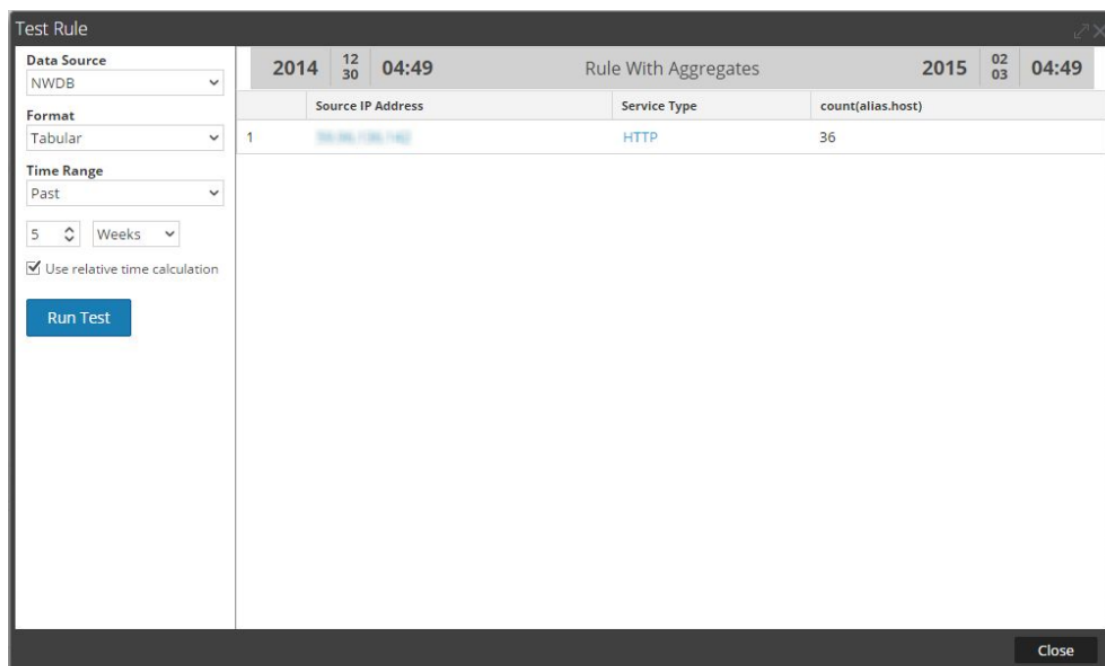 Test Rule
Data Source
NWDB
Format
Tabular
Time Range
Past
5 Weeks
Use relative time calculation
Run Test
2014 12 30 04:49 Rule With Aggregates 2015 02 03 04:49
Source IP Address Service Type count(alias.host)
1 HTTP 36
Close